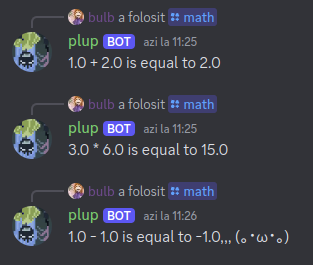 bulb a folosit math
plup BOT azi la 11:25
1.0 + 2.0 is equal to 2.0
bulb a folosit math
plup BOT azi la 11:25
3.0 * 6.0 is equal to 15.0
bulb a folosit math
plup BOT azi la 11:26
1.0 - 1.0 is equal to -1.0,,, (｡･ω･｡)